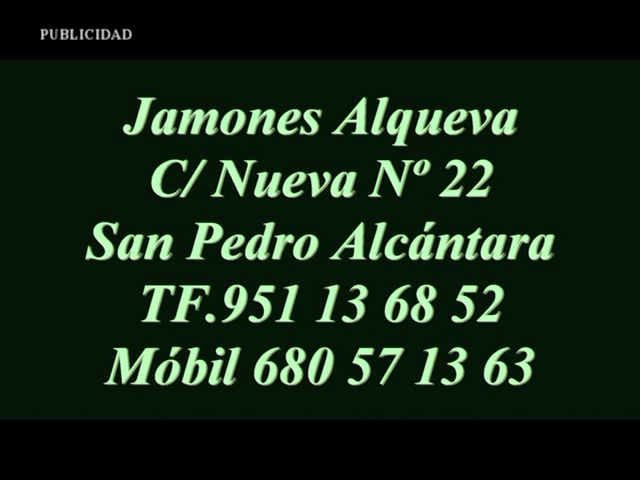 PUBLICIDAD
Jamones Alqueva
C/ Nueva Nº 22
San Pedro Alcántara
TF.951 13 68 52
Móbil 680 57 13 63